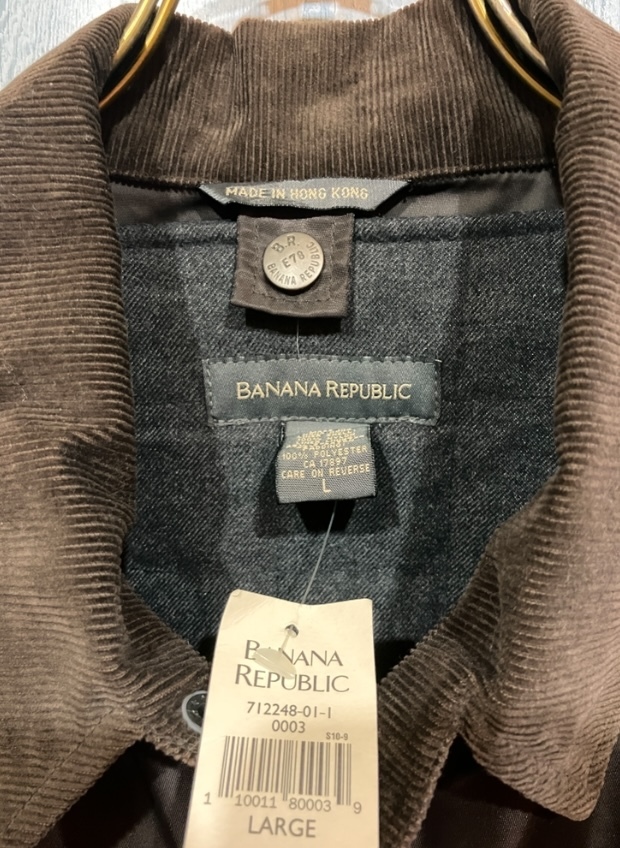 MADE IN HONG KONG
B.R.
E78
BANANA REPUBLIC
BANANA REPUBLIC
100% POLYESTER
CA 17897
CARE ON REVERSE
L
BANANA
REPUBLIC
712248-01-1
0003
S10-9
1 10011 80003 9
LARGE